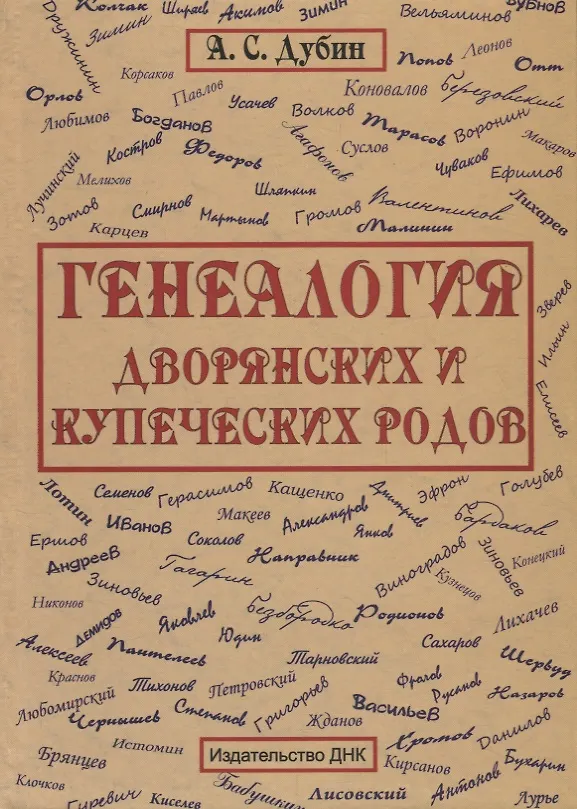 Колчак Ширяев Акимов Зимин Вельяминов Бубнов
Дружинин Зимин
А. С. Дубин
Попов Леонов Отт
Корсаков Павлов Усачев Коновалов Березовский
Орлов Любимов Богданов Волков Тарасов Воронин Макаров
Костров Федоров Агафонов Суслов Чуваков Ефимов
Лучинский Мелихов Шляпкин Валентинов Лихарев
Зотов Смирнов Мартынов Громов Малинин
Карцев
ГЕНЕАЛОГИЯ
ДВОРЯНСКИХ И
КУПЕЧЕСКИХ РОДОВ
Зверев
Ильин
Елисеев
Лотин Семенов Герасимов Кащенко Дмитриев Эфрон Голубев
Иванов Макеев Александров Бардаков
Ершов Соколов Янков Зиновьев
Андреев Гагарин Направник Виноградов Конецкий
Зиновьев Кузнецов
Никонов Безбородко Родионов Лихачев
Демидов Яковлев Юдин
Алексеев Пантелеев Тарновский Сахаров Шервуд
Краснов Тихонов Петровский Фролов Русанов Назаров
Любомирский Чернышев Степанов Григорьев Жданов Васильев
Истомин Хромов Данилов
Брянцев Издательство ДНК Кирсанов Бухарин
Клочков Гиревич Киселев Бабушкин Лисовский Антонов Лурье